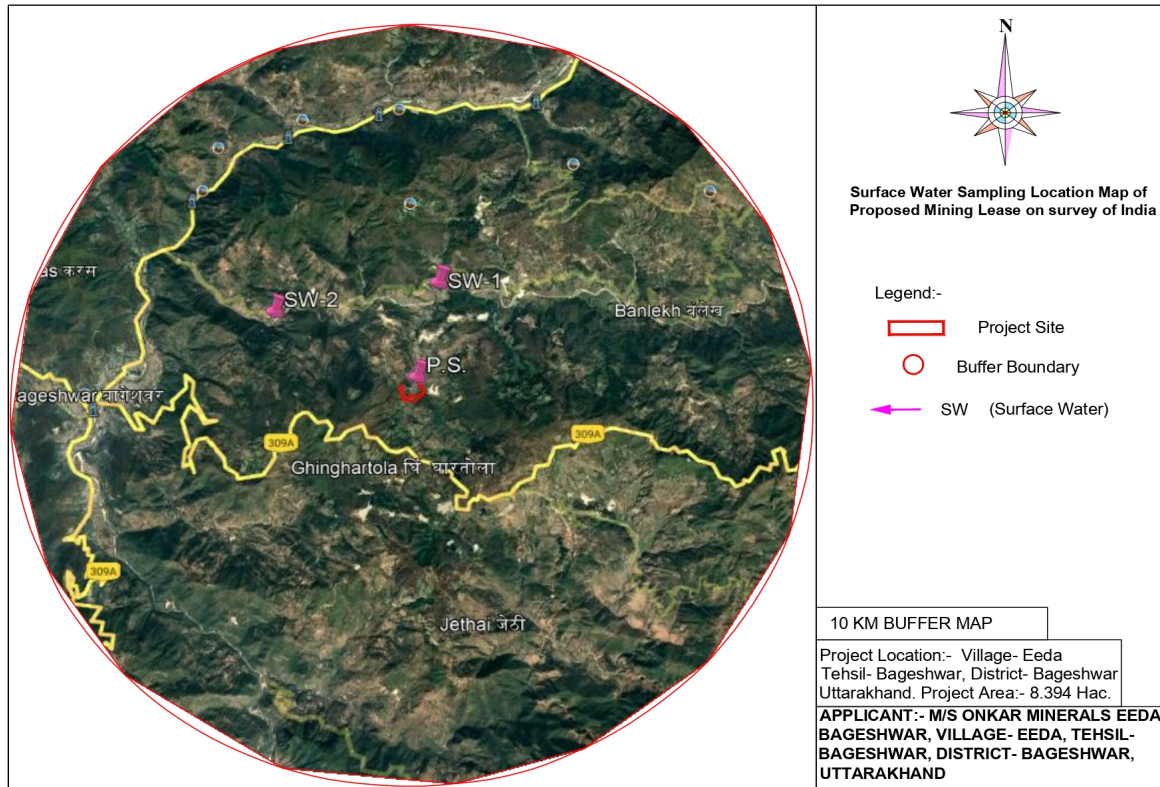 N
Surface Water Sampling Location Map of
Proposed Mining Lease on survey of India
Legend:-
Project Site
Buffer Boundary
SW (Surface Water)
as करस
SW-1
SW-2
Banlekh बंलेख
P.S.
ageshwar बागेश्वर
309A
309A
Ghinghartola घिं घारतोला
309A
Jethai जेठी
10 KM BUFFER MAP
Project Location:- Village- Eeda
Tehsil- Bageshwar, District- Bageshwar
Uttarakhand. Project Area:- 8.394 Hac.
APPLICANT:- M/S ONKAR MINERALS EEDA
BAGESHWAR, VILLAGE- EEDA, TEHSIL-
BAGESHWAR, DISTRICT- BAGESHWAR,
UTTARAKHAND